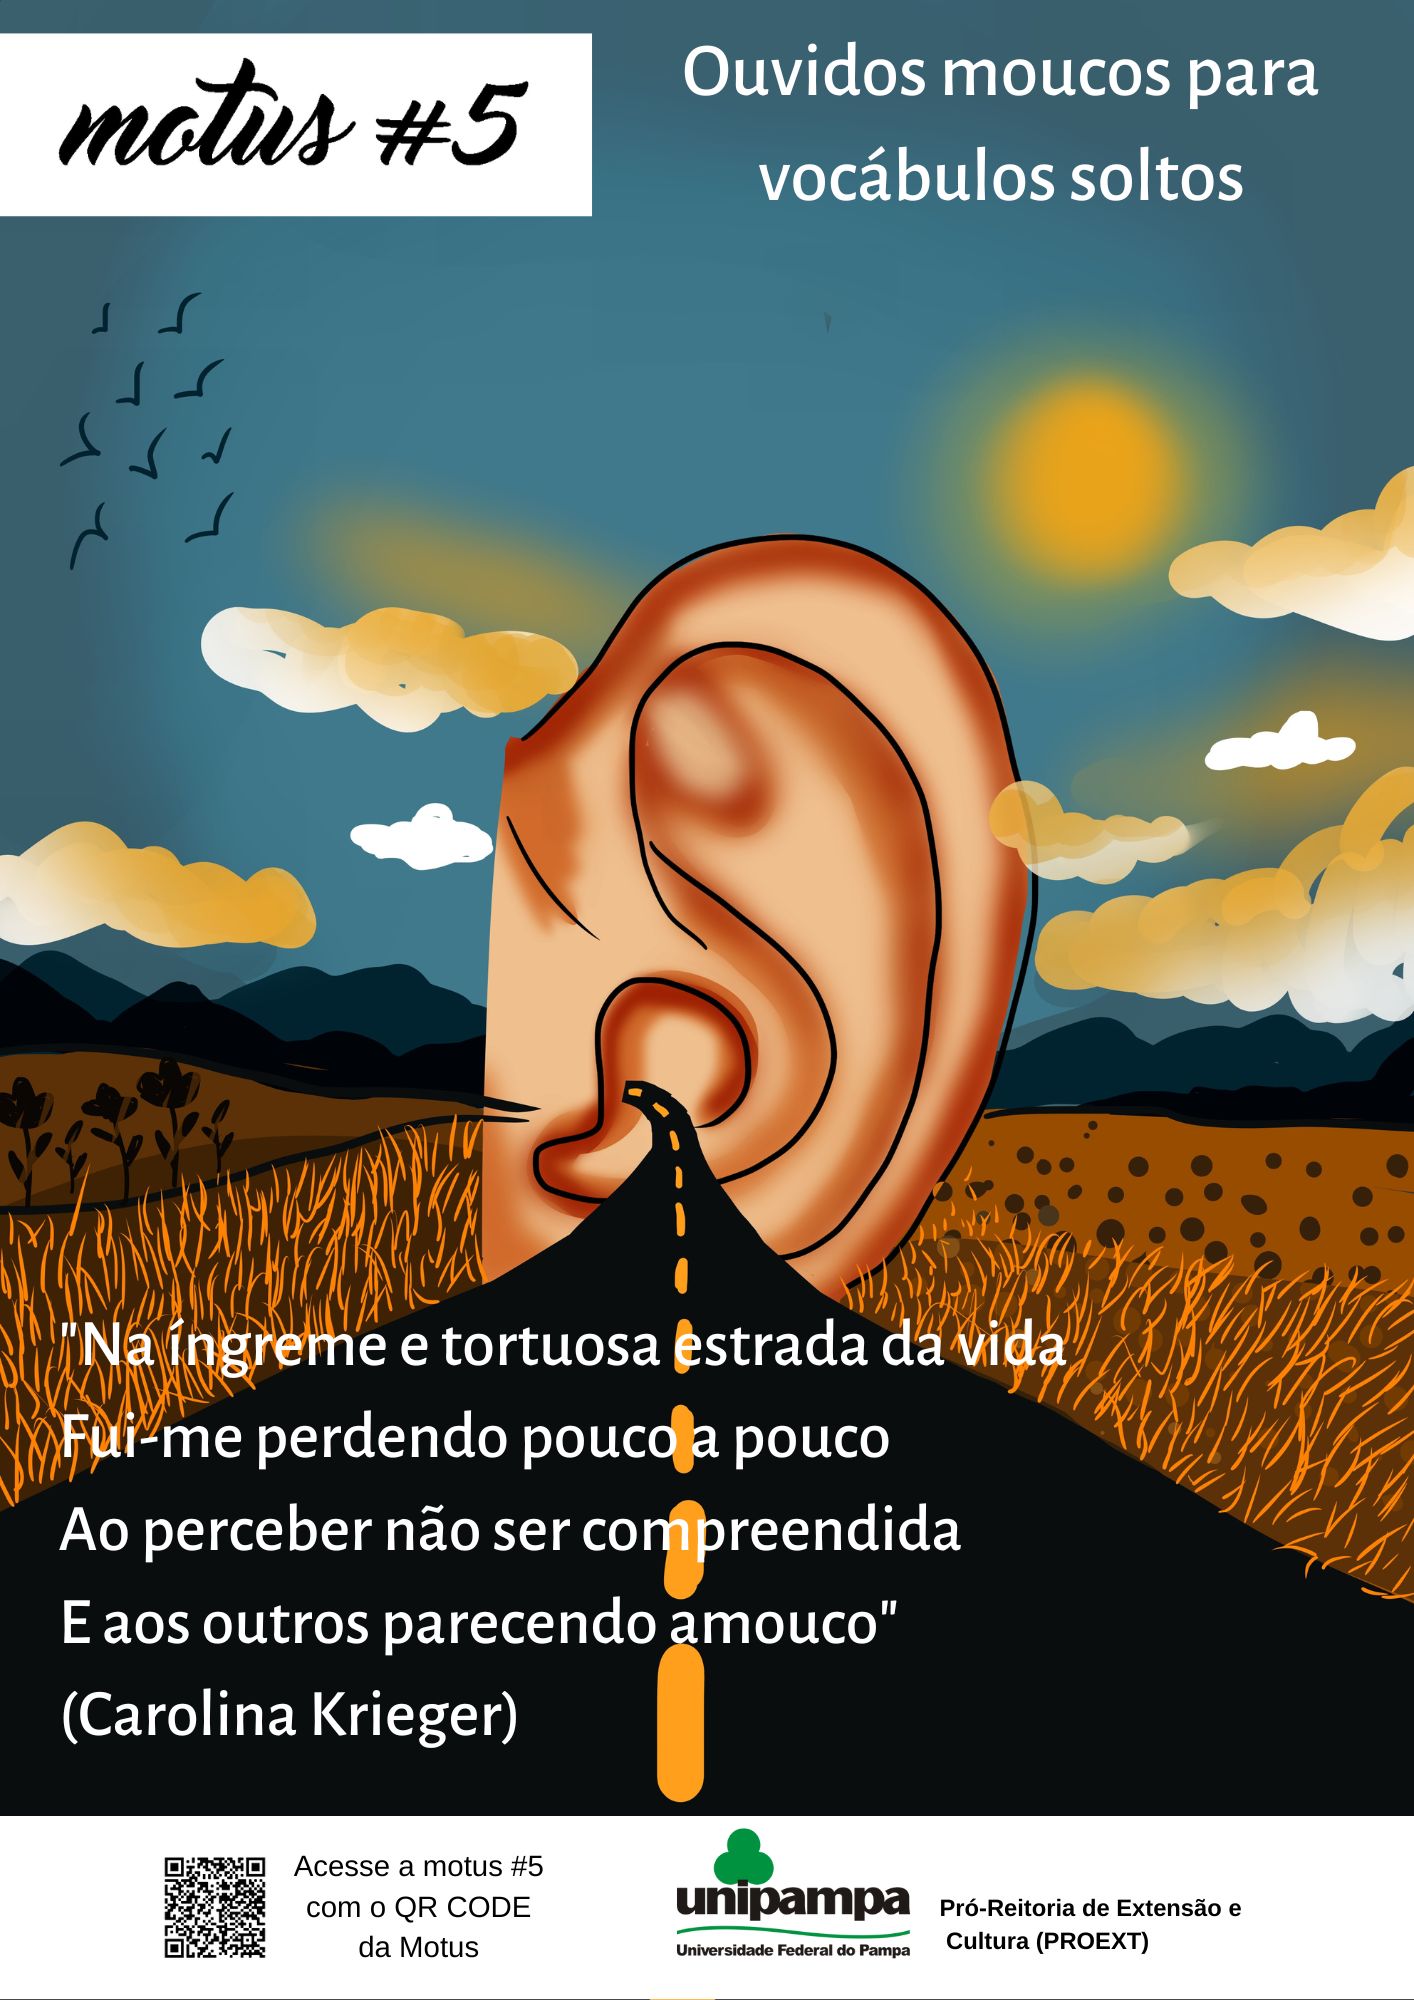 motus #5
Ouvidos moucos para
vocábulos soltos
"Na íngreme e tortuosa estrada da vida
Fui-me perdendo pouco a pouco
Ao perceber não ser compreendida
E aos outros parecendo amouco"
(Carolina Krieger)
Acesse a motus #5
com o QR CODE
da Motus
unipampa
Universidade Federal do Pampa
Pró-Reitoria de Extensão e
Cultura (PROEXT)